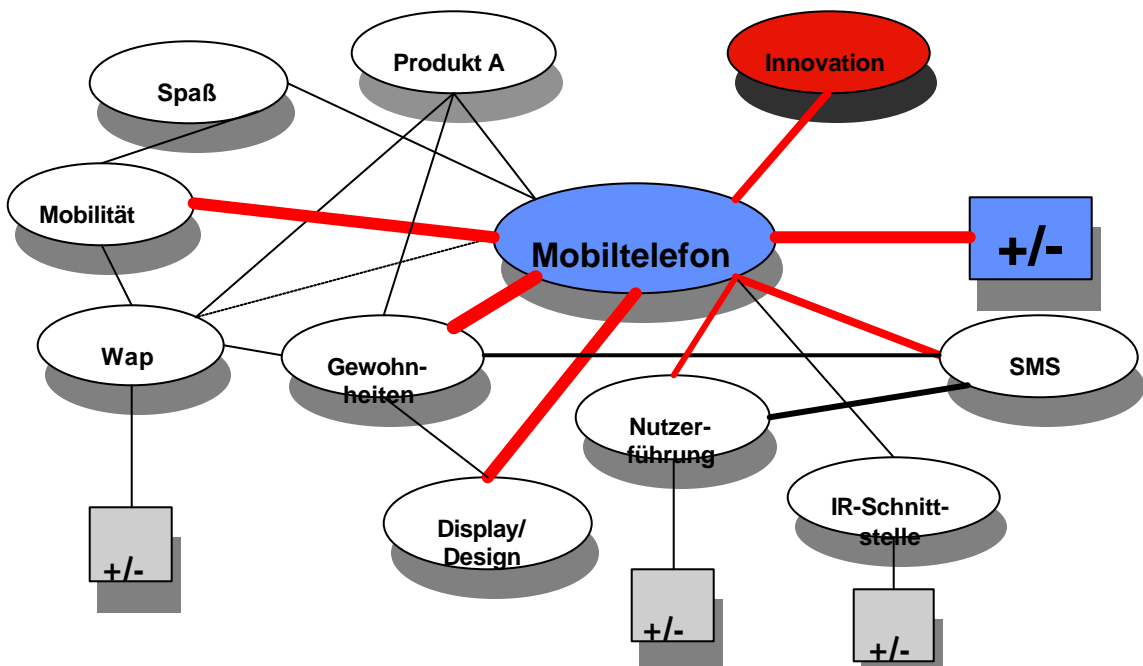 Produkt A
Innovation
Spaß
Mobilität
Mobiltelefon
+/-
Wap
Gewohn-
heiten
SMS
Nutzer-
führung
IR-Schnitt-
stelle
Display/
Design
+/-
+/-
+/-